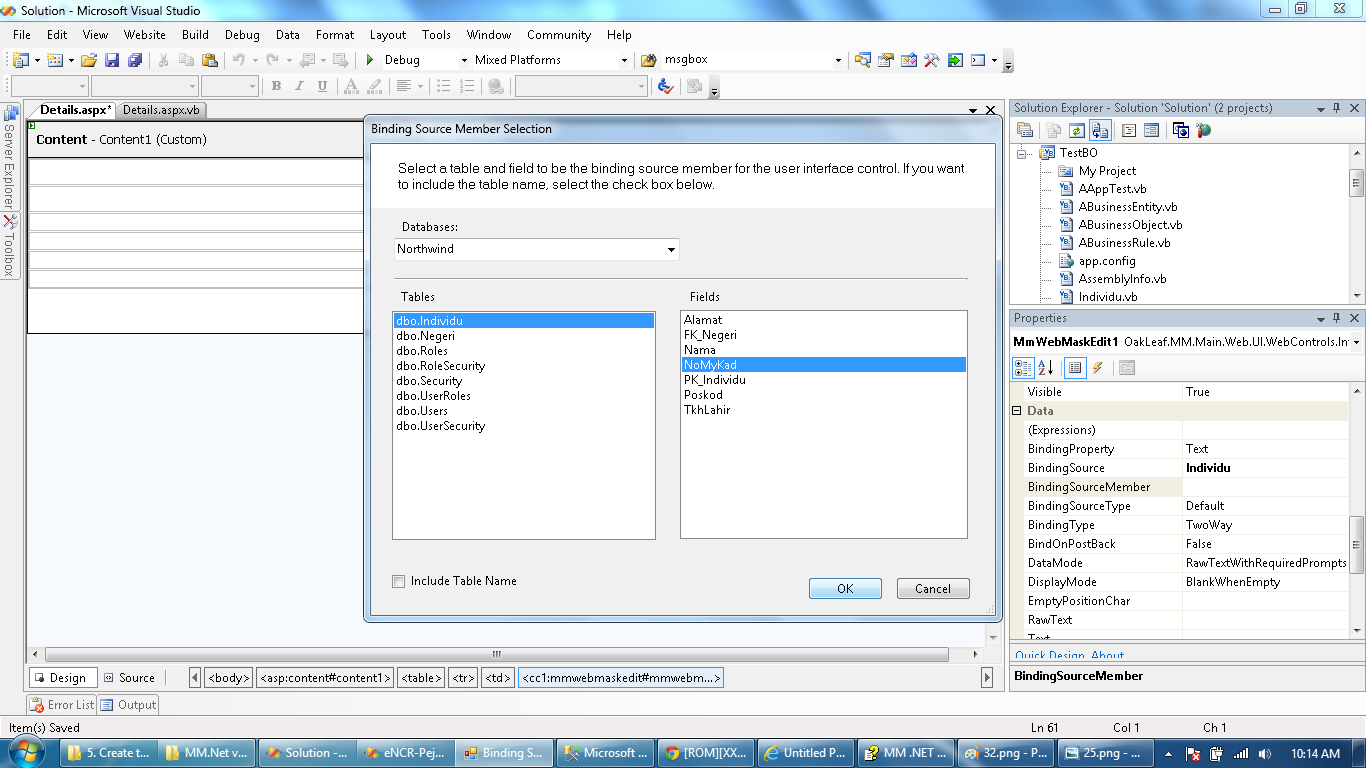 Solution - Microsoft Visual Studio
File Edit View Website Build Debug Data Format Layout Tools Window Community Help
Debug Mixed Platforms msgbox
B I U A
Details.aspx* Details.aspx.vb
Server Explorer
Toolbox
Content - Content1 (Custom)
Binding Source Member Selection
Select a table and field to be the binding source member for the user interface control. If you want
to include the table name, select the check box below.
Databases:
Northwind
Tables
dbo.Individu
dbo.Negeri
dbo.Roles
dbo.RoleSecurity
dbo.Security
dbo.UserRoles
dbo.Users
dbo.UserSecurity
Fields
Alamat
FK_Negeri
Nama
NoMyKad
PK_Individu
Poskod
TkhLahir
Include Table Name
OK Cancel
Solution Explorer - Solution 'Solution' (2 projects)
TestBO
My Project
AAppTest.vb
ABusinessEntity.vb
ABusinessObject.vb
ABusinessRule.vb
app.config
AssemblyInfo.vb
Individu.vb
Properties
MmWebMaskEdit1 OakLeaf.MM.Main.Web.UI.WebControls.In
Visible True
Data
(Expressions)
BindingProperty Text
BindingSource Individu
BindingSourceMember
BindingSourceType Default
BindingType TwoWay
BindOnPostBack False
DataMode RawTextWithRequiredPrompts
DisplayMode BlankWhenEmpty
EmptyPositionChar
RawText
Text
Quick Design, About
BindingSourceMember
Design Source <body> <asp:content#content1> <table> <tr> <td> <cc1:mmwebmaskedit#mmwebm...>
Error List Output
Item(s) Saved Ln 61 Col 1 Ch 1
5. Create t... MM.Net v... Solution -... eNCR-Pej... Binding S... Microsoft ... [ROM][XX... Untitled P... MM .NET ... 32.png - P... 25.png - ... 10:14 AM